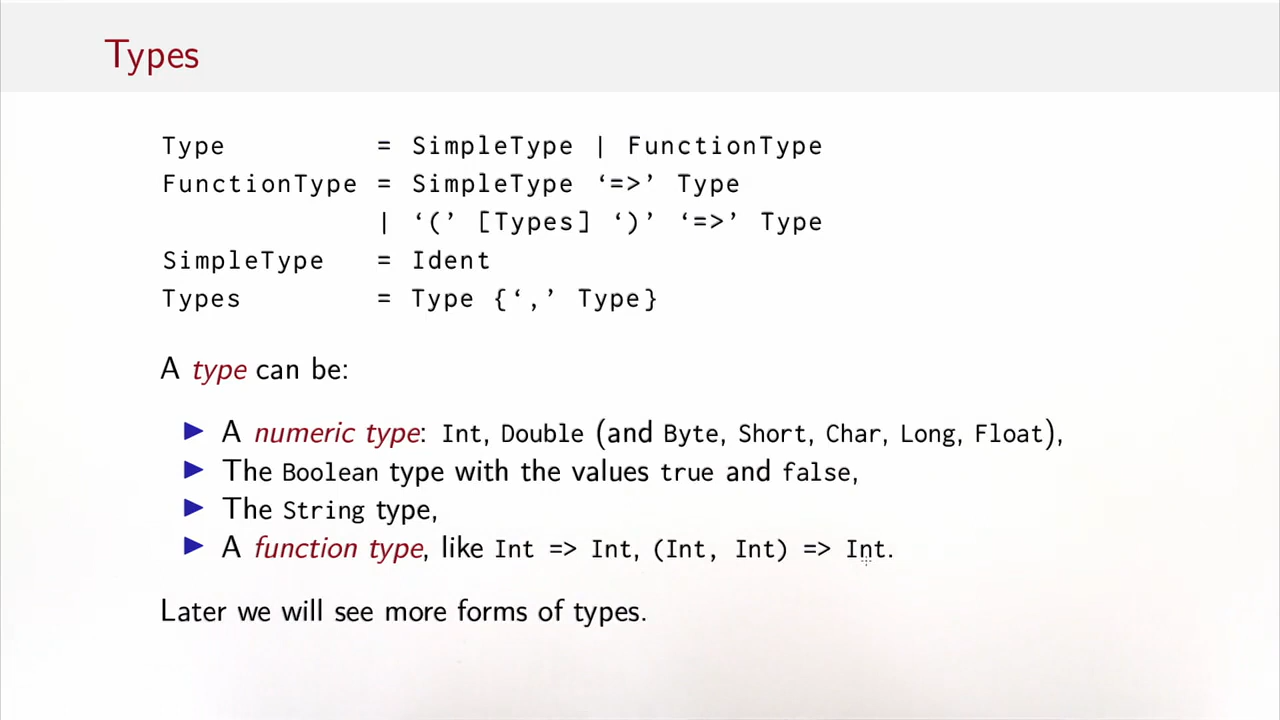 Types
Type = SimpleType | FunctionType
FunctionType = SimpleType ‘=>’ Type
| ‘(’ [Types] ‘)’ ‘=>’ Type
SimpleType = Ident
Types = Type {‘,’ Type}
A type can be:
▶ A numeric type: Int, Double (and Byte, Short, Char, Long, Float),
▶ The Boolean type with the values true and false,
▶ The String type,
▶ A function type, like Int => Int, (Int, Int) => Int.
Later we will see more forms of types.